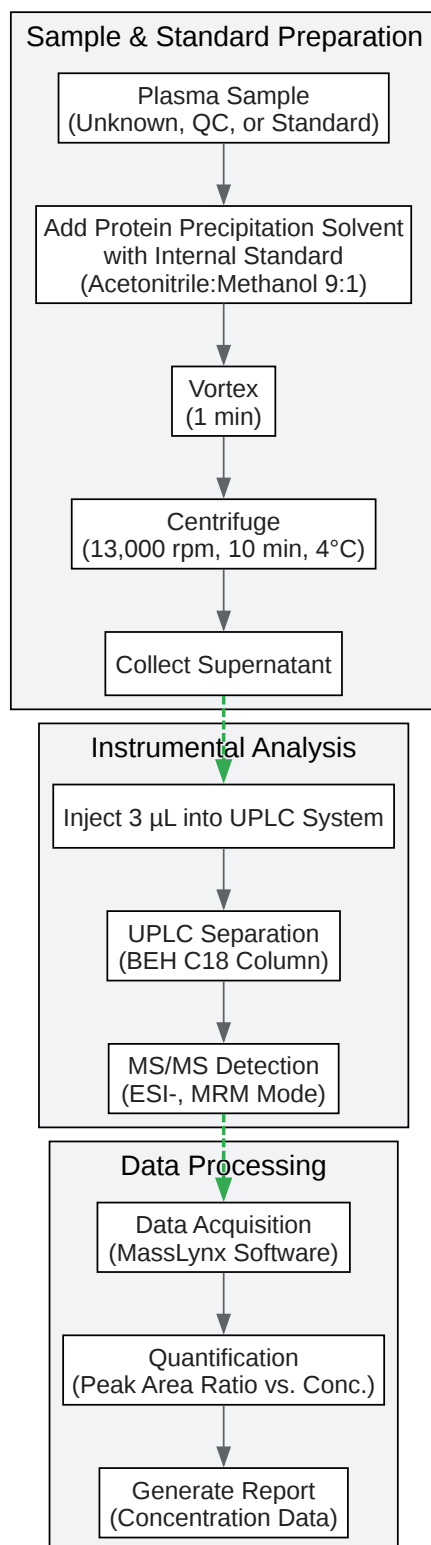 Sample & Standard Preparation
Plasma Sample
(Unknown, QC, or Standard)
Add Protein Precipitation Solvent
with Internal Standard
(Acetonitrile:Methanol 9:1)
Vortex
(1 min)
Centrifuge
(13,000 rpm, 10 min, 4°C)
Collect Supernatant
Instrumental Analysis
Inject 3 µL into UPLC System
UPLC Separation
(BEH C18 Column)
MS/MS Detection
(ESI-, MRM Mode)
Data Processing
Data Acquisition
(MassLynx Software)
Quantification
(Peak Area Ratio vs. Conc.)
Generate Report
(Concentration Data)